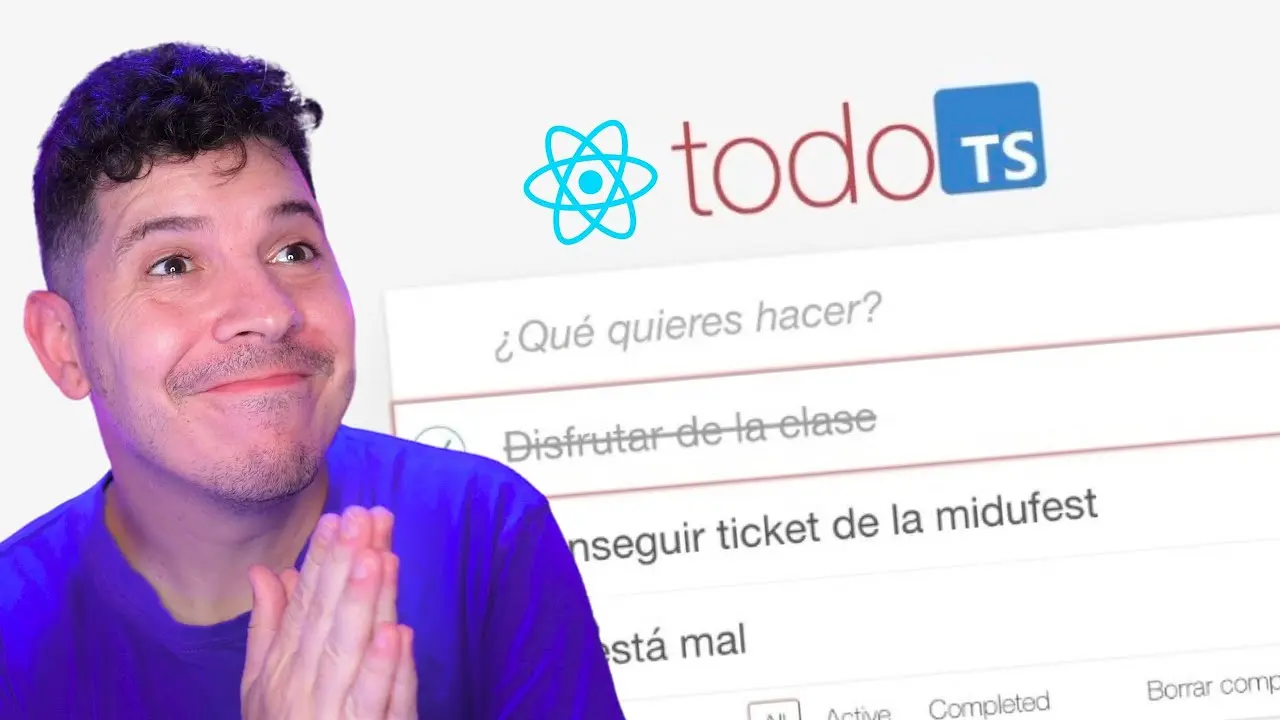 todo TS
¿Qué quieres hacer?
Disfrutar de la clase
nseguir ticket de la midufest
está mal
All Active Completed Borrar comp